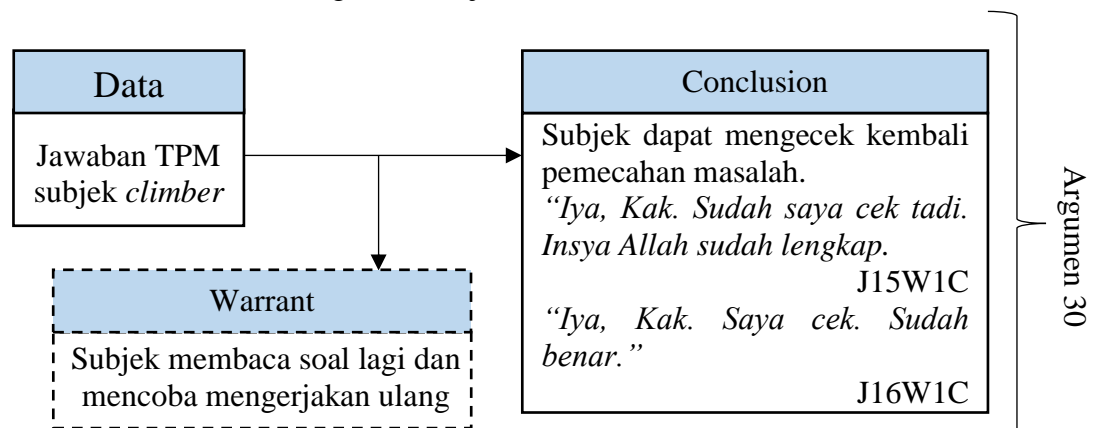 Data
Jawaban TPM
subjek climber
Conclusion
Subjek dapat mengecek kembali
pemecahan masalah.
“Iya, Kak. Sudah saya cek tadi.
Insya Allah sudah lengkap.
J15W1C
“Iya, Kak. Saya cek. Sudah
benar.”
J16W1C
Warrant
Subjek membaca soal lagi dan
mencoba mengerjakan ulang
Argumen 30